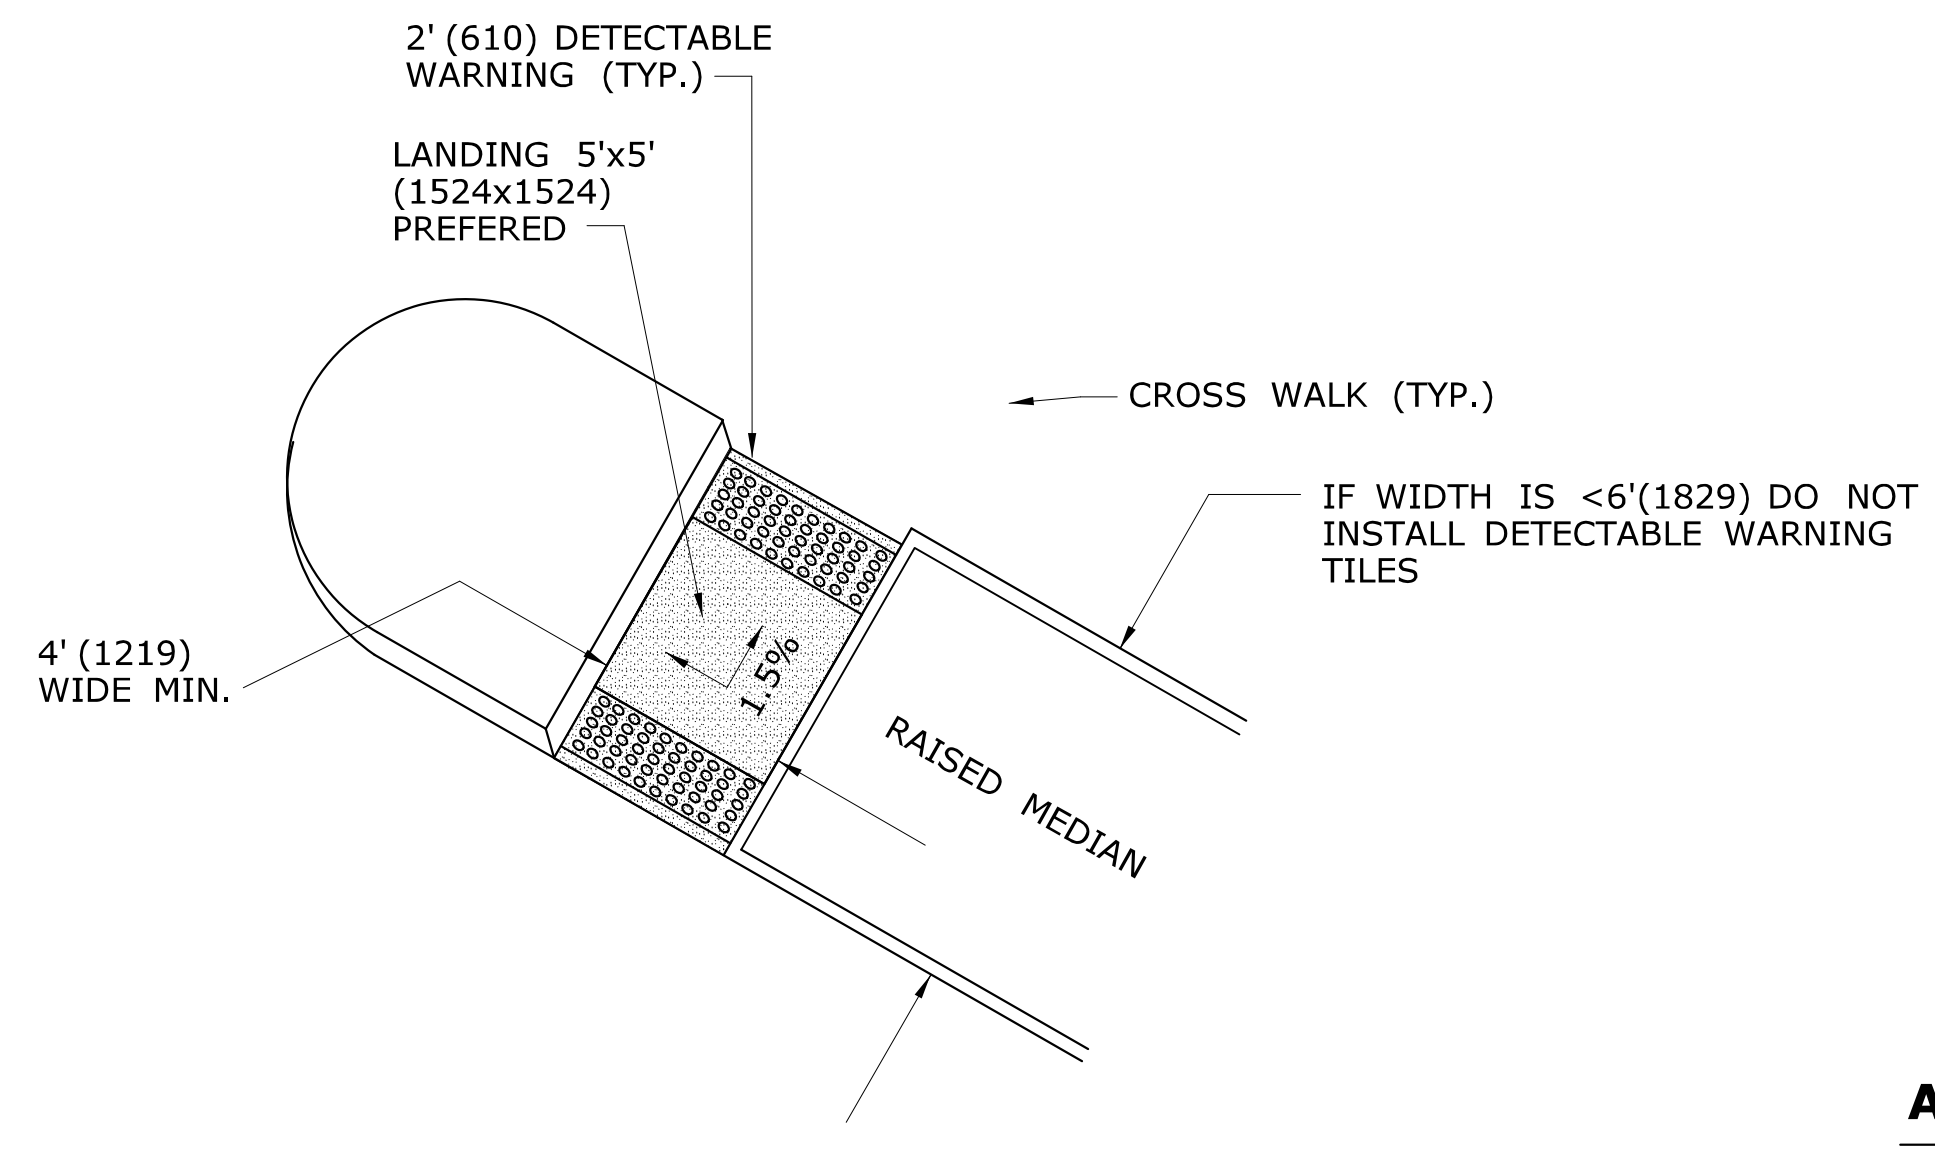 2' (610) DETECTABLE
WARNING (TYP.)
LANDING 5'x5'
(1524x1524)
PREFERED
CROSS WALK (TYP.)
IF WIDTH IS <6'(1829) DO NOT
INSTALL DETECTABLE WARNING
TILES
4' (1219)
WIDE MIN.
1.5%
RAISED MEDIAN
A